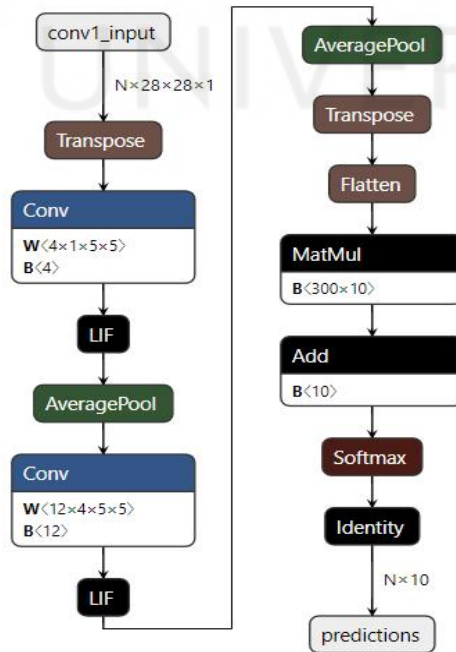 UNIVER
conv1_input
N×28×28×1
Transpose
Conv
W⟨4×1×5×5⟩
B⟨4⟩
LIF
AveragePool
Conv
W⟨12×4×5×5⟩
B⟨12⟩
LIF
AveragePool
Transpose
Flatten
MatMul
B⟨300×10⟩
Add
B⟨10⟩
Softmax
Identity
N×10
predictions